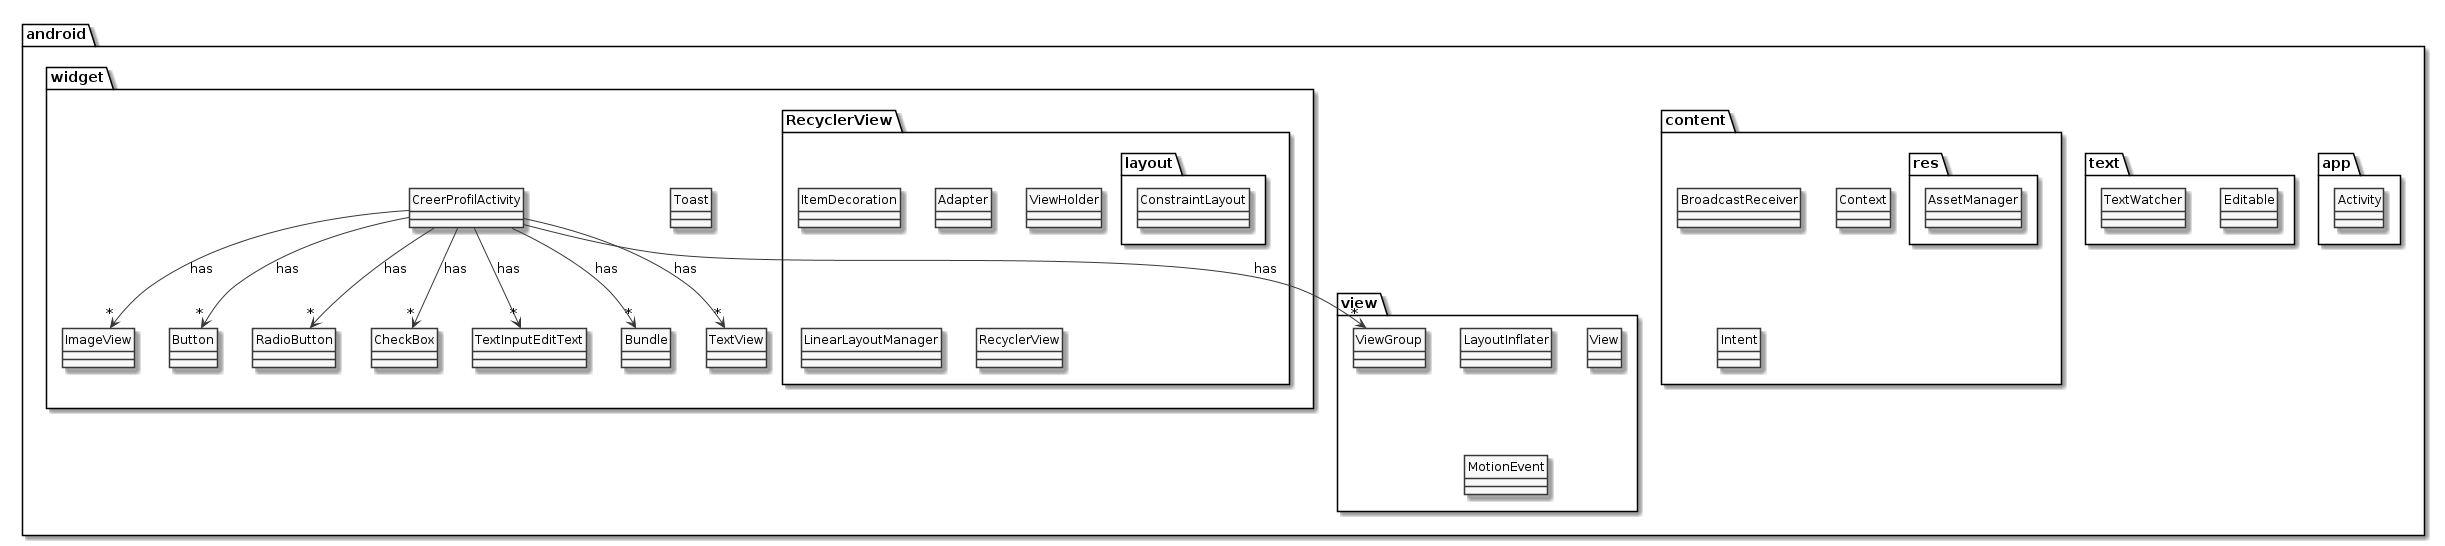 android
widget
RecyclerView
content
layout
res
text
app
CreerProfilActivity
Toast
ItemDecoration
Adapter
ViewHolder
ConstraintLayout
BroadcastReceiver
Context
AssetManager
TextWatcher
Editable
Activity
has
has
has
has
has
has
has
has
view
*
*
*
*
*
*
*
*
ImageView
Button
RadioButton
CheckBox
TextInputEditText
Bundle
TextView
LinearLayoutManager
RecyclerView
ViewGroup
LayoutInflater
View
Intent
MotionEvent